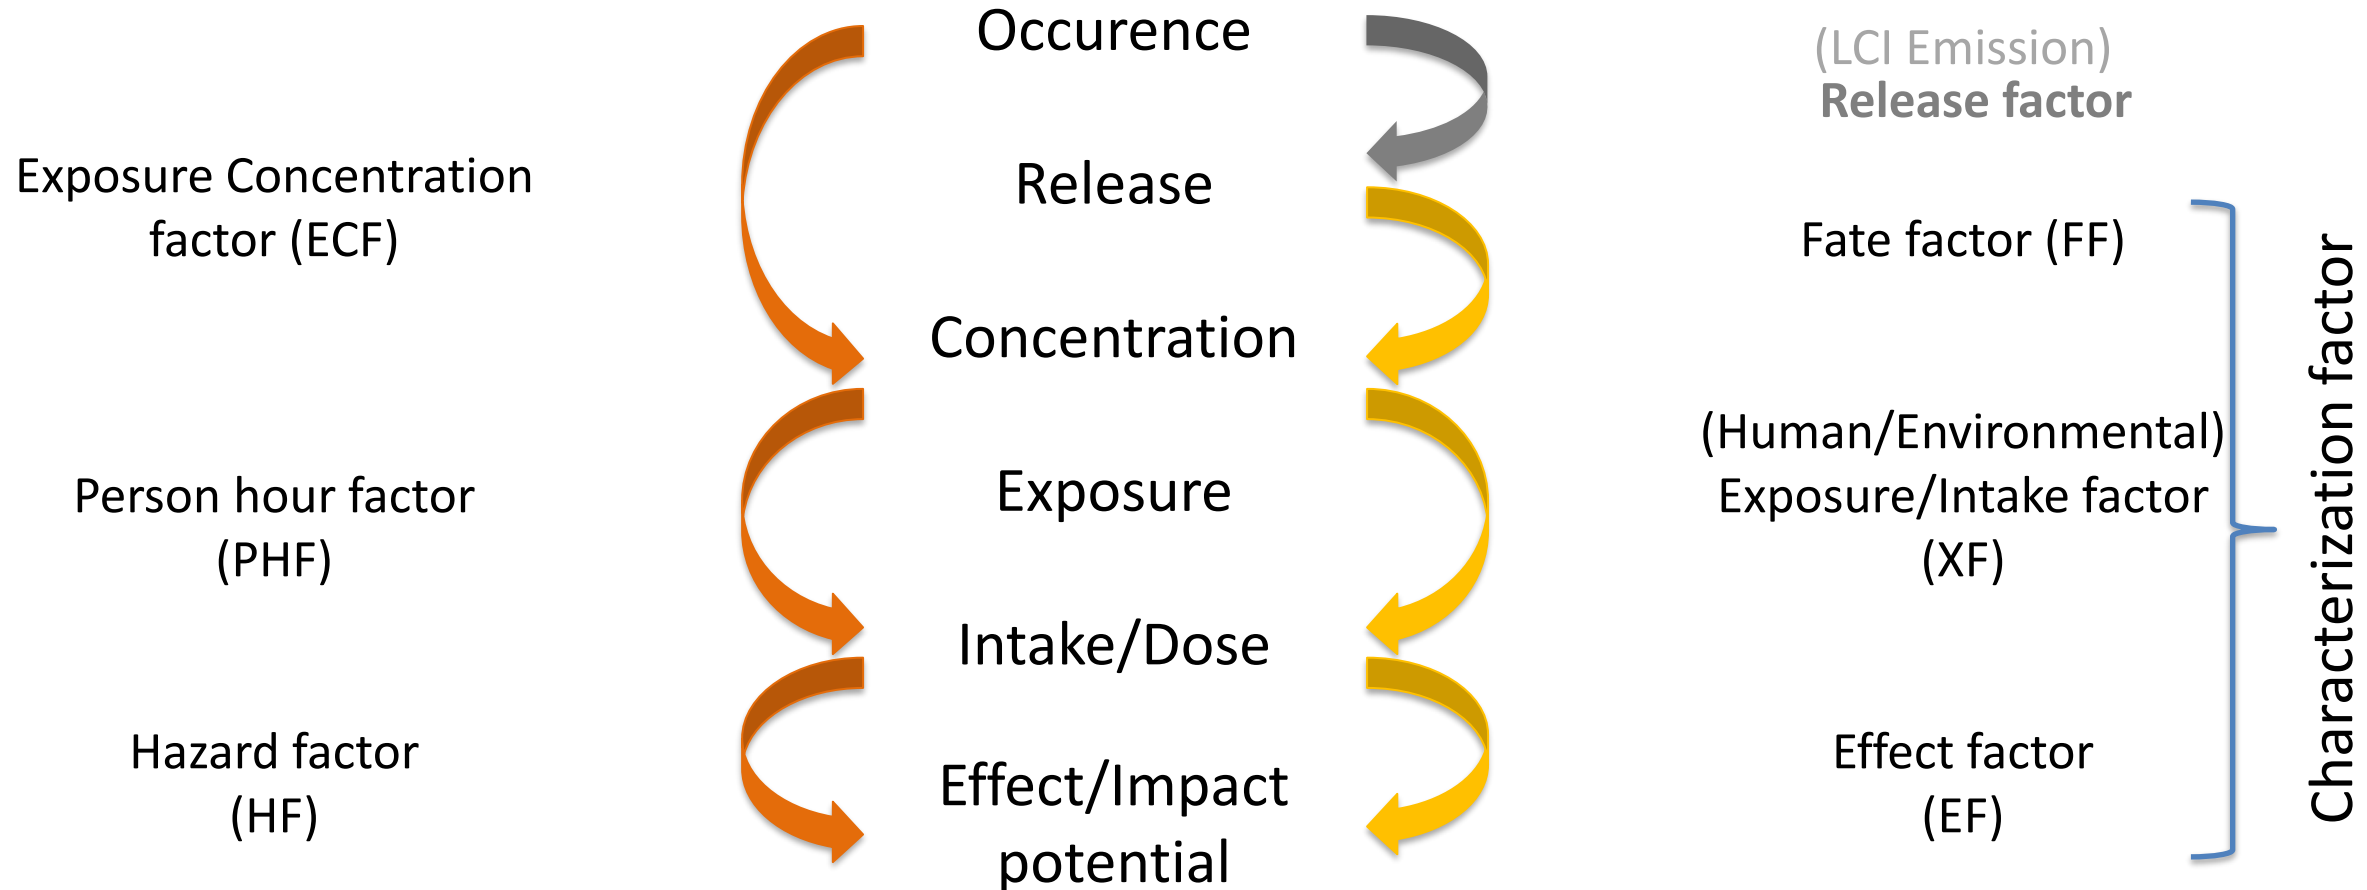 Occurence
Release
Concentration
Exposure
Intake/Dose
Effect/Impact
potential
Exposure Concentration
factor (ECF)
Person hour factor
(PHF)
Hazard factor
(HF)
(LCI Emission)
Release factor
Fate factor (FF)
(Human/Environmental)
Exposure/Intake factor
(XF)
Effect factor
(EF)
Characterization factor